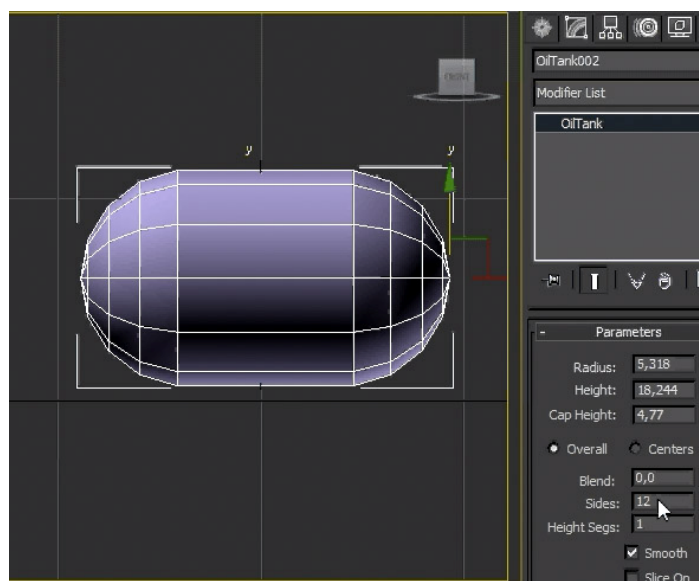 OilTank002
Modifier List
OilTank
FRONT
y
y
Parameters
-
Radius: 5,318
Height: 18,244
Cap Height: 4,77
Overall Centers
Blend: 0,0
Sides: 12
Height Segs: 1
Smooth
Slice On